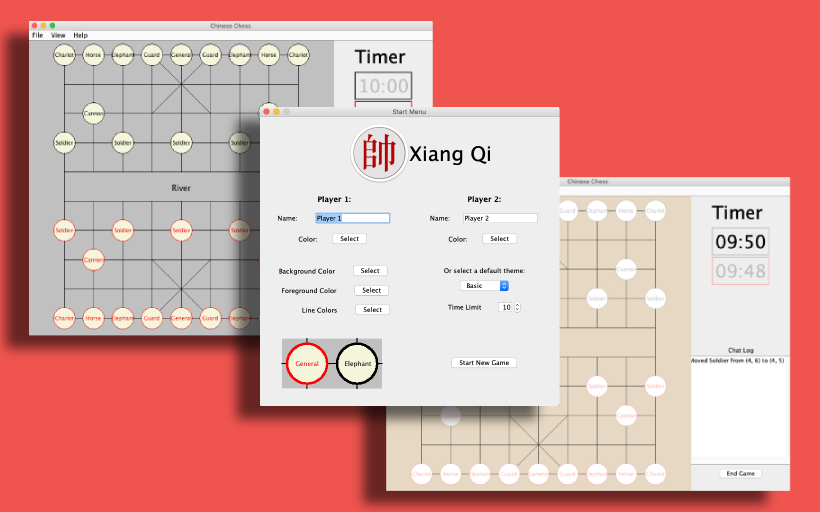 Chinese Chess
File View Help
Chariot Horse Elephant Guard General Guard Elephant Horse Chariot
Timer
10:00
Cannon
Soldier Soldier Soldier Soldier
River
Soldier Soldier Soldier Soldier
Cannon
Chariot Horse Elephant Guard General Guard Elephant
Start Menu
帥 Xiang Qi
Player 1: Player 2:
Name: Player 1 Name: Player 2
Color: Select Color: Select
Background Color Select Or select a default theme:
Foreground Color Select Basic
Line Colors Select Time Limit 10
General Elephant Start New Game
Chinese Chess
Guard Elephant Horse Chariot
Timer
09:50
09:48
Cannon
Soldier Soldier
Chat Log
Moved Soldier from (4, 6) to (4, 5)
Soldier Soldier
Cannon Cannon
Chariot Horse Elephant Guard General Guard Elephant Horse Chariot
End Game